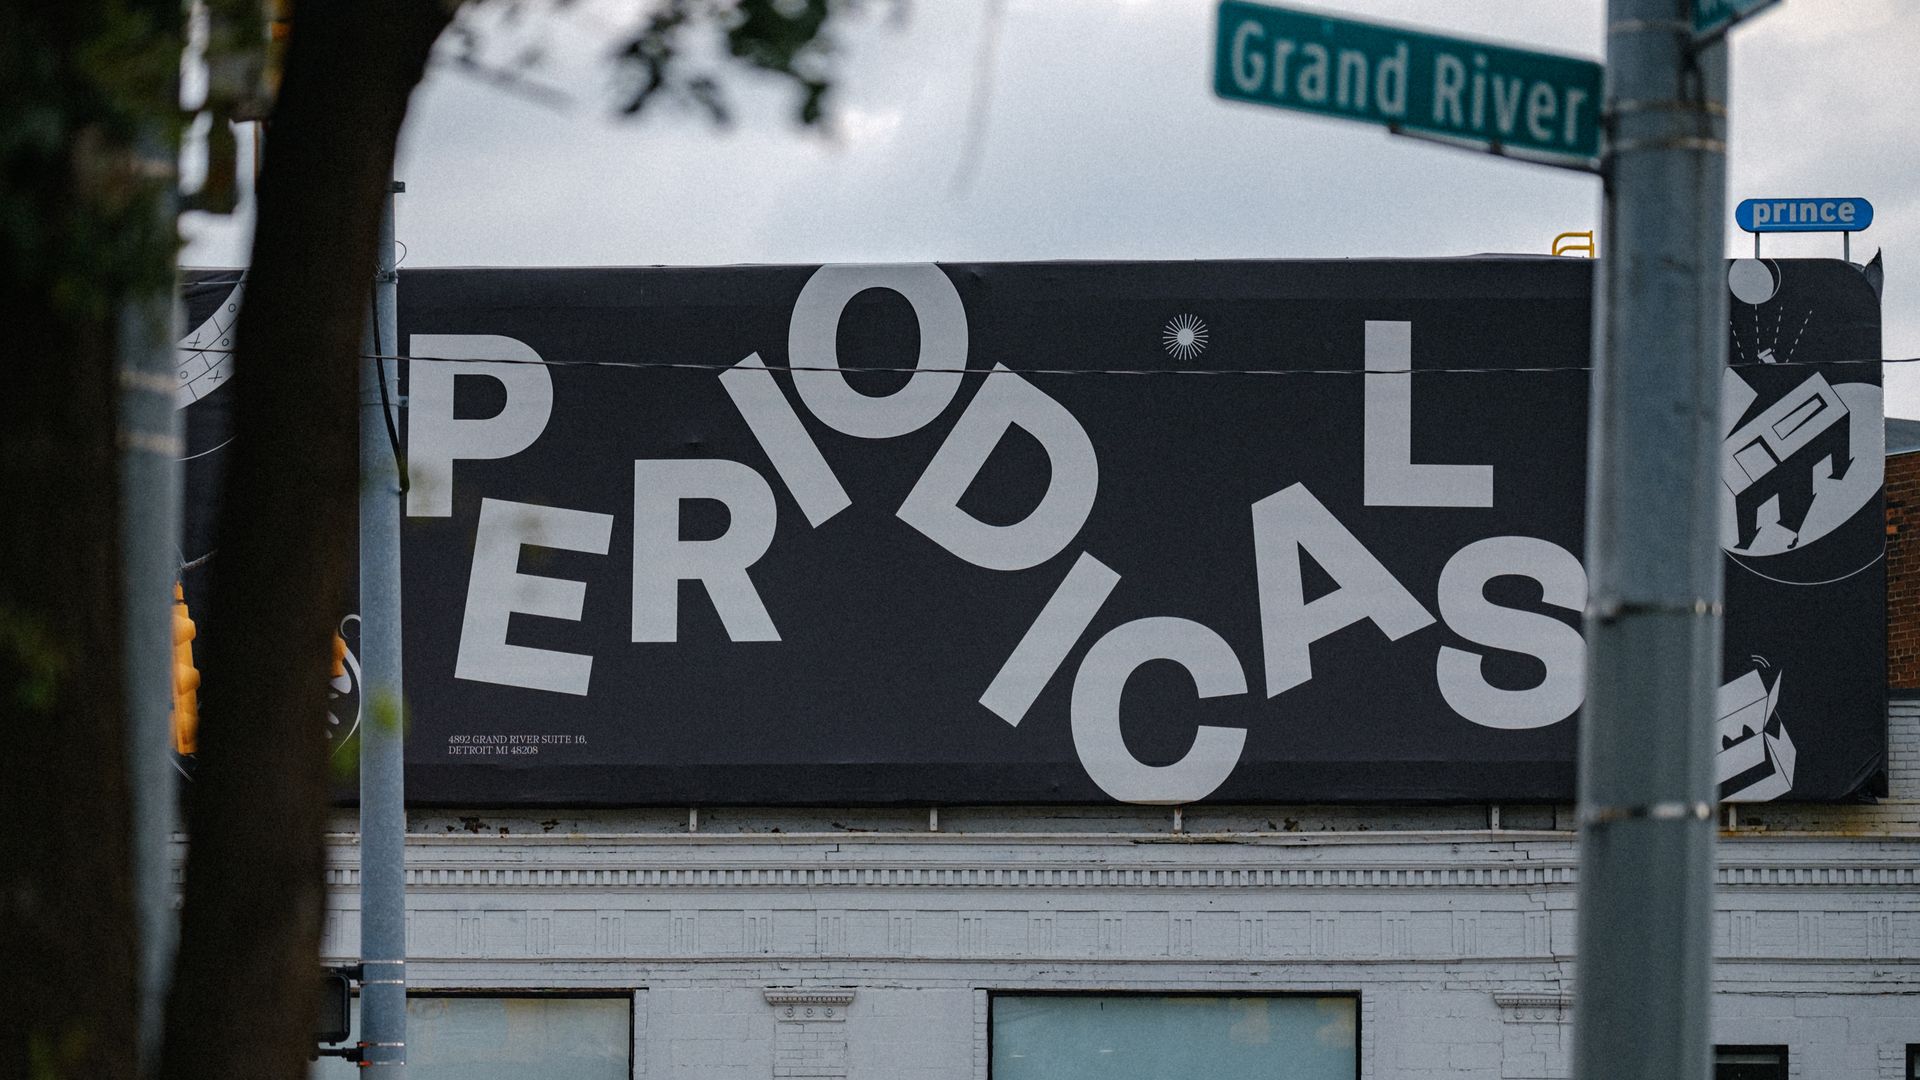 Grand River
prince
PERIODICALS
4892 GRAND RIVER SUITE 16,
DETROIT MI 48208